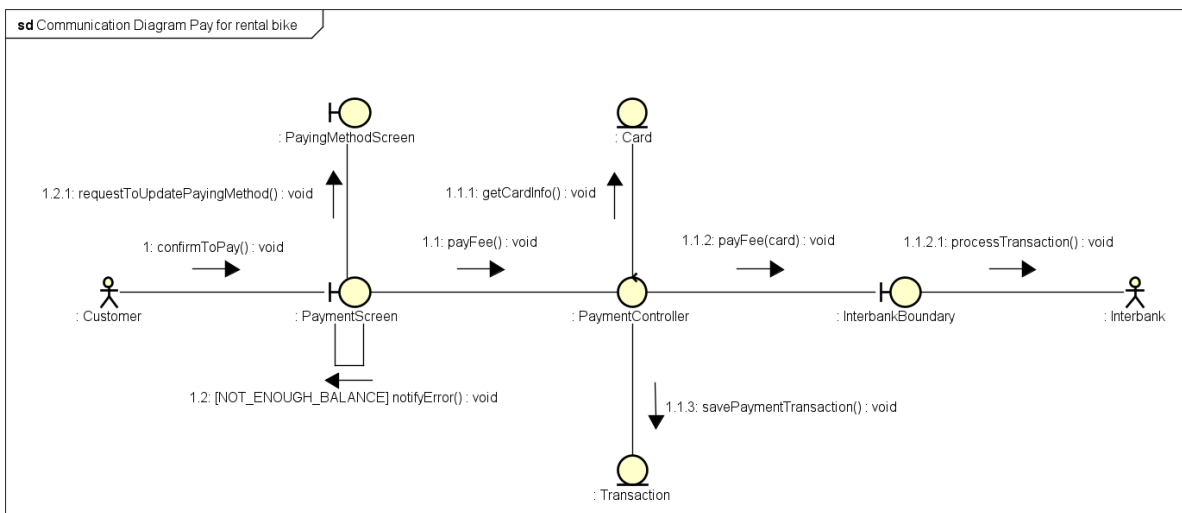 sd Communication Diagram Pay for rental bike
: PayingMethodScreen
: Card
1.2.1: requestToUpdatePayingMethod() : void
1.1.1: getCardInfo() : void
1: confirmToPay() : void
1.1: payFee() : void
1.1.2: payFee(card) : void
1.1.2.1: processTransaction() : void
: Customer
: PaymentScreen
: PaymentController
: InterbankBoundary
: Interbank
1.2: [NOT_ENOUGH_BALANCE] notifyError() : void
1.1.3: savePaymentTransaction() : void
: Transaction